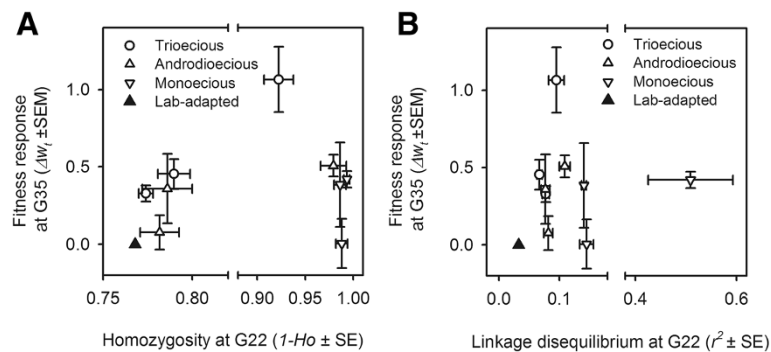 A
Trioecious
Androdioecious
Monoecious
Lab-adapted
Fitness response
at G35 (Δwₜ ±SEM)
1.0
0.5
0.0
0.75
0.80
0.90
0.95
1.00
Homozygosity at G22 (1-Ho ± SE)
B
Trioecious
Androdioecious
Monoecious
Lab-adapted
Fitness response
at G35 (Δwₜ ±SEM)
1.0
0.5
0.0
0.0
0.1
0.4
0.6
Linkage disequilibrium at G22 (r² ± SE)